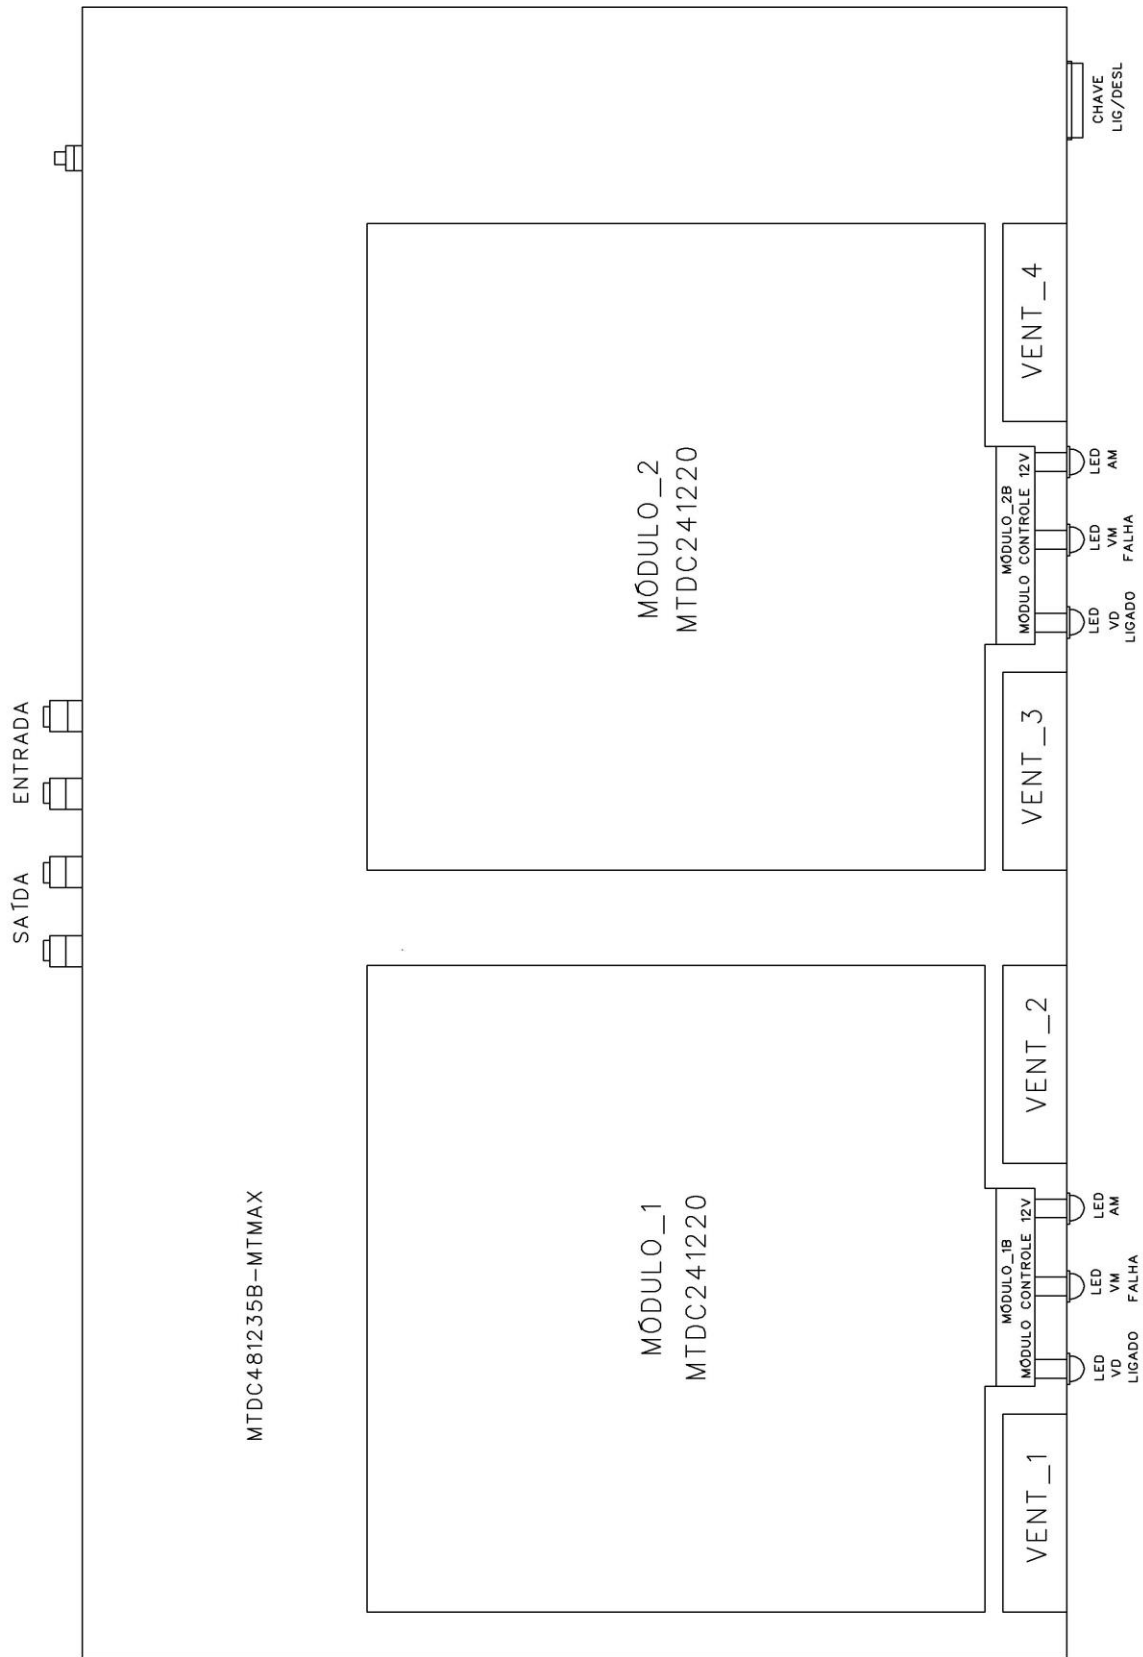 SAÍDA
ENTRADA
MTDC481235B-MTMAX
MÓDULO_1
MTDC241220
MÓDULO_2
MTDC241220
VENT_1
MÓDULO_1B
MÓDULO CONTROLE 12V
VENT_2
VENT_3
MÓDULO_2B
MÓDULO CONTROLE 12V
VENT_4
LED
VD
LIGADO
LED
VM
FALHA
LED
AM
LED
VD
LIGADO
LED
VM
FALHA
LED
AM
CHAVE
LIG/DESL